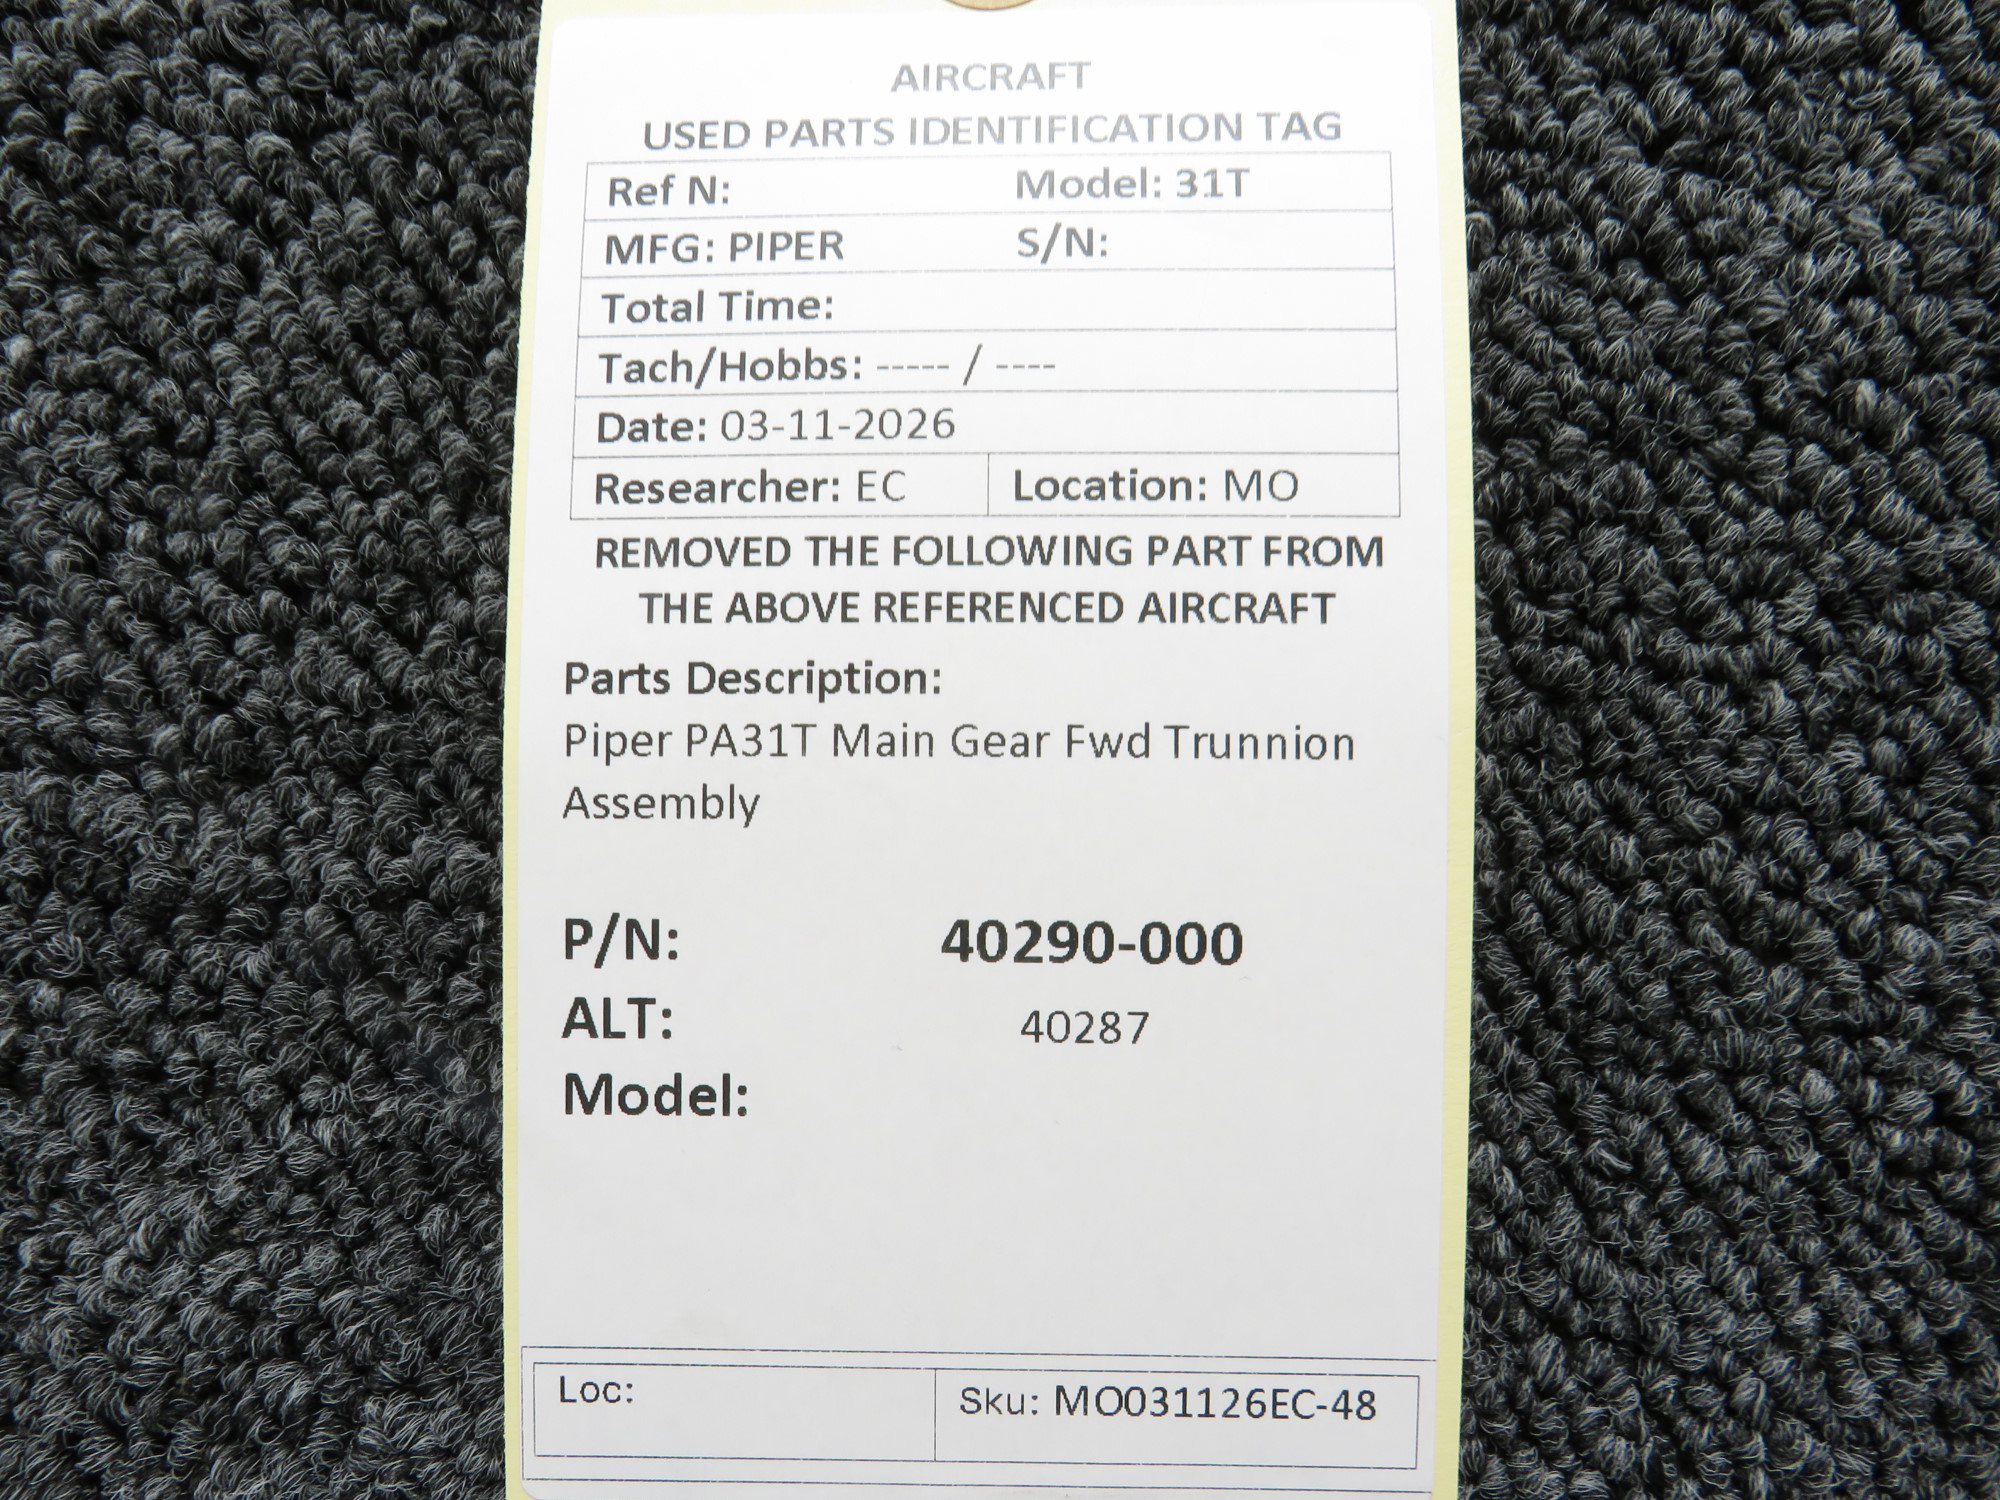 AIRCRAFT
USED PARTS IDENTIFICATION TAG
Ref N: Model: 31T
MFG: PIPER S/N:
Total Time:
Tach/Hobbs: ----- / ----
Date: 03-11-2026
Researcher: EC Location: MO
REMOVED THE FOLLOWING PART FROM
THE ABOVE REFERENCED AIRCRAFT
Parts Description:
Piper PA31T Main Gear Fwd Trunnion
Assembly
P/N: 40290-000
ALT: 40287
Model:
Loc: Sku: MO031126EC-48